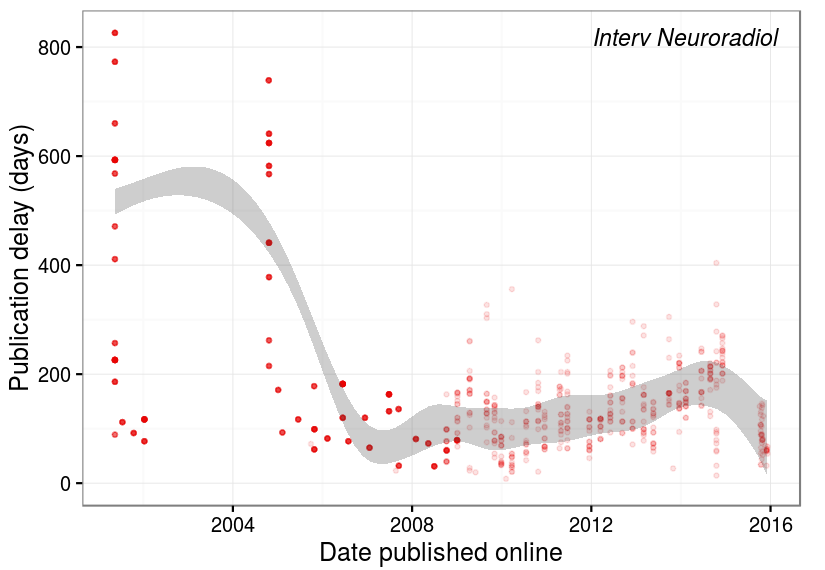 Interv Neuroradiol
Publication delay (days)
800
600
400
200
0
2004 2008 2012 2016
Date published online